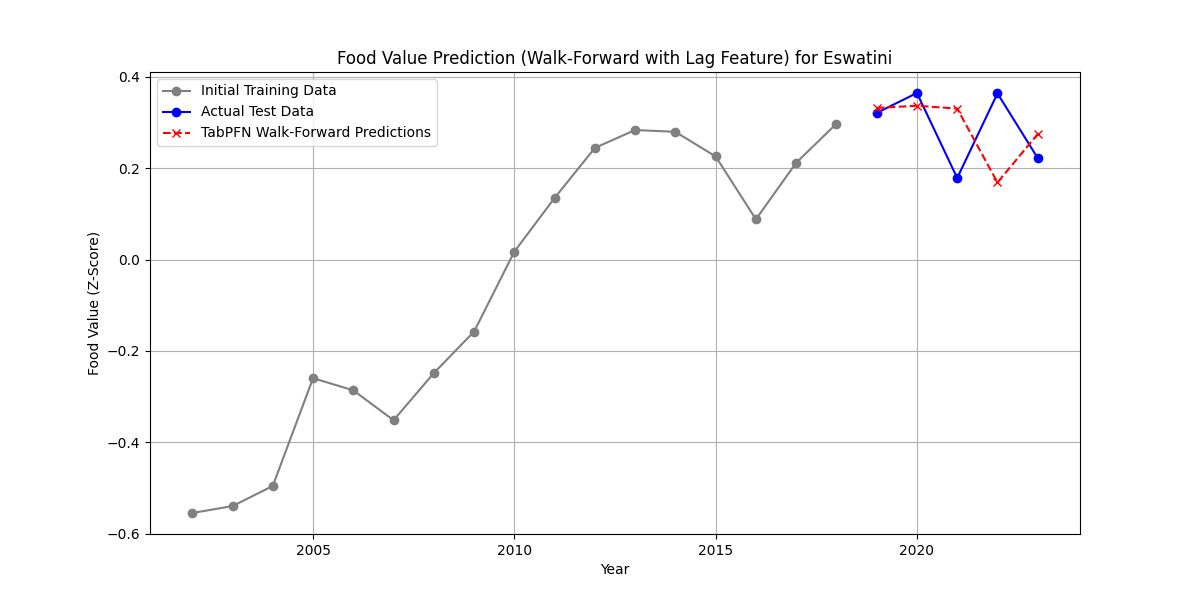 Food Value Prediction (Walk-Forward with Lag Feature) for Eswatini
Initial Training Data
Actual Test Data
TabPFN Walk-Forward Predictions
Food Value (Z-Score)
0.4
0.2
0.0
−0.2
−0.4
−0.6
2005
2010
2015
2020
Year